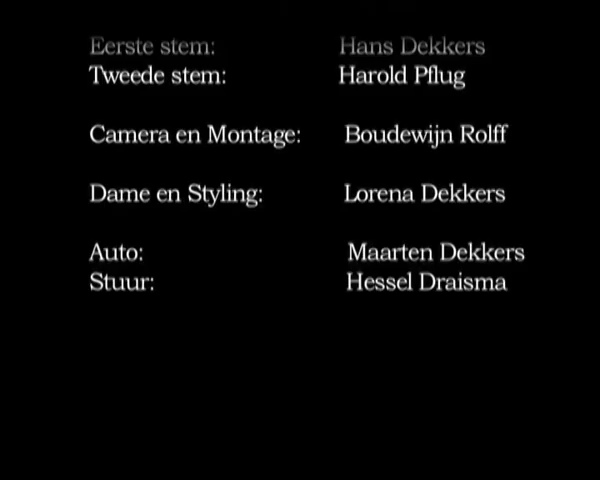 Eerste stem: Hans Dekkers
Tweede stem: Harold Pflug
Camera en Montage: Boudewijn Rolff
Dame en Styling: Lorena Dekkers
Auto: Maarten Dekkers
Stuur: Hessel Draisma